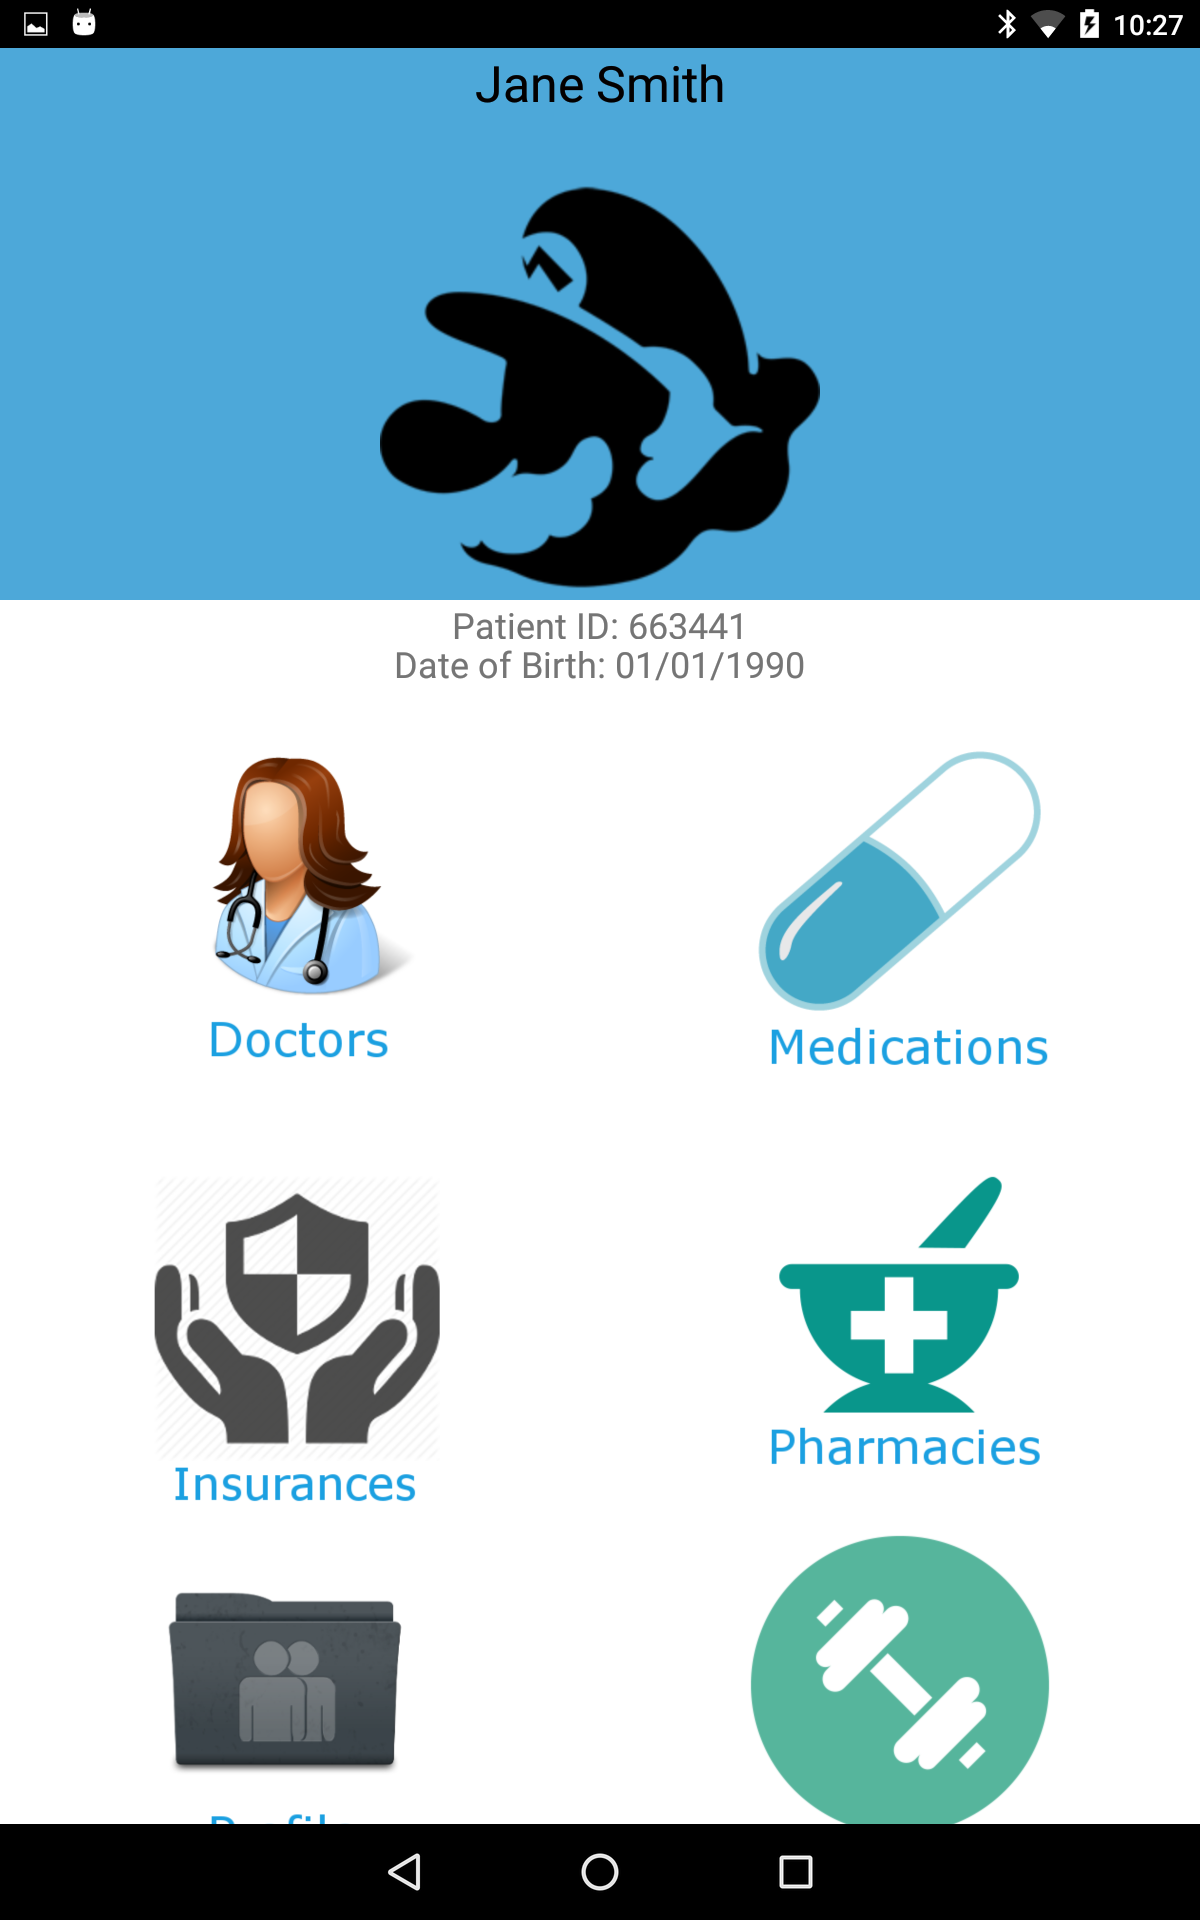 10:27
Jane Smith
Patient ID: 663441
Date of Birth: 01/01/1990
Doctors
Medications
Insurances
Pharmacies